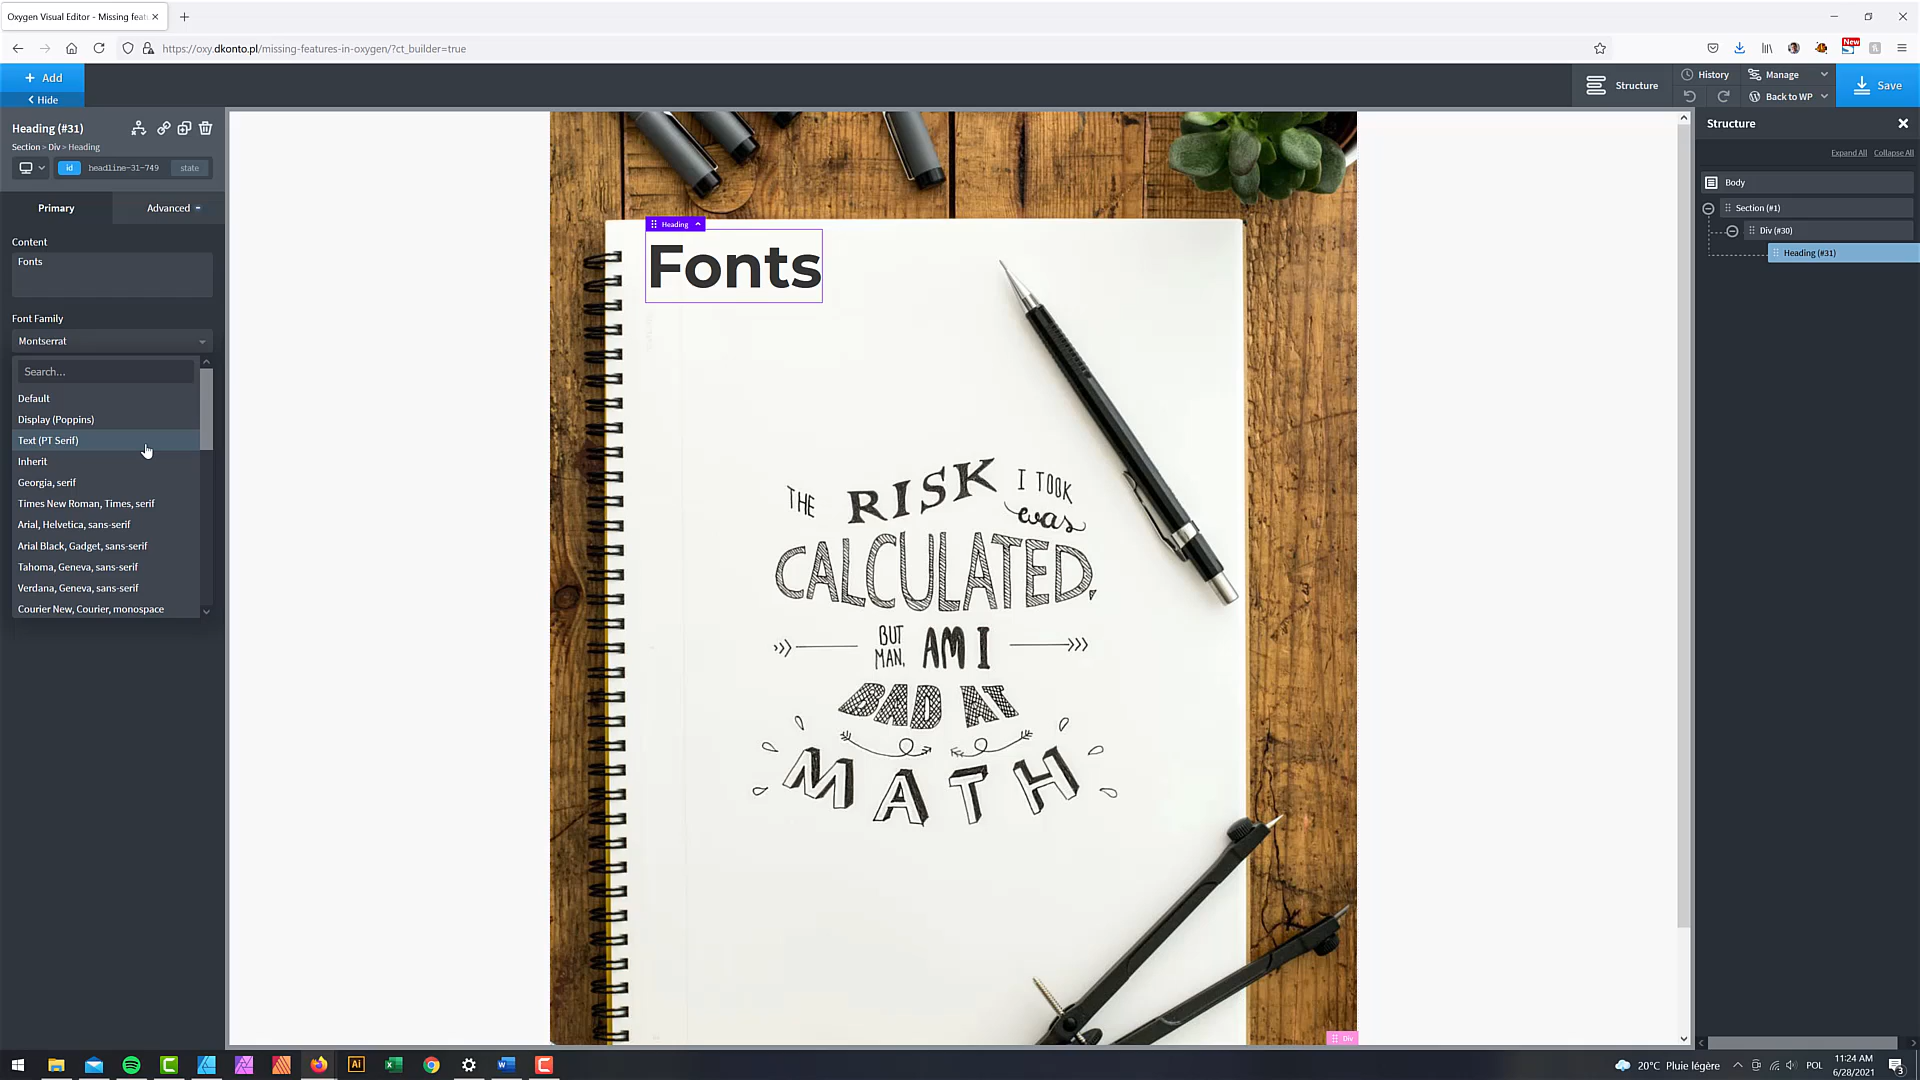 Oxygen Visual Editor - Missing feat
https://oxy.dkonto.pl/missing-features-in-oxygen/?ct_builder=true
New
+ Add
Hide
Structure
History
Manage
Back to WP
Save
Heading (#31)
Section > Div > Heading
id
headline-31-749
state
Primary
Advanced
Content
Fonts
Font Family
Montserrat
Search...
Default
Display (Poppins)
Text (PT Serif)
Inherit
Georgia, serif
Times New Roman, Times, serif
Arial, Helvetica, sans-serif
Arial Black, Gadget, sans-serif
Tahoma, Geneva, sans-serif
Verdana, Geneva, sans-serif
Courier New, Courier, monospace
Heading
Fonts
THE RISK I TOOK
was
CALCULATED,
BUT
MAN, AM I
BAD AT
MATH
Div
Structure
Expand All Collapse All
Body
Section (#1)
Div (#30)
Heading (#31)
Ai
20°C Pluie légère
POL
11:24 AM
6/28/2021
3